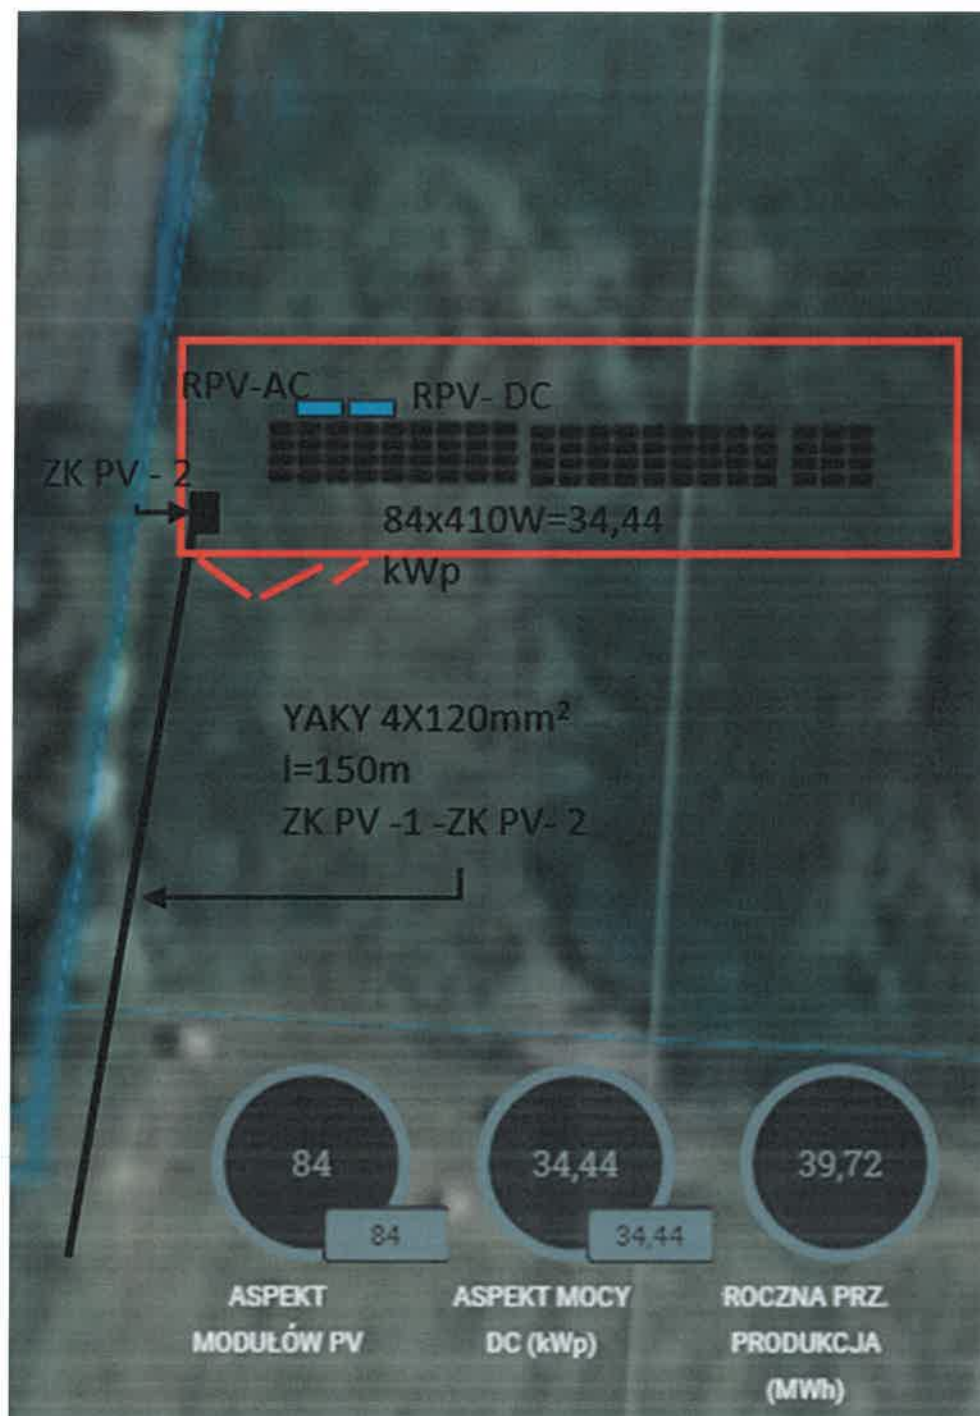 RPV-AC
RPV- DC
ZK PV - 2
84x410W=34,44
kWp
YAKY 4X120mm²
l=150m
ZK PV -1 -ZK PV- 2
84
84
ASPEKT
MODUŁÓW PV
34,44
34,44
ASPEKT MOCY
DC (kWp)
39,72
ROCZNA PRZ.
PRODUKCJA
(MWh)